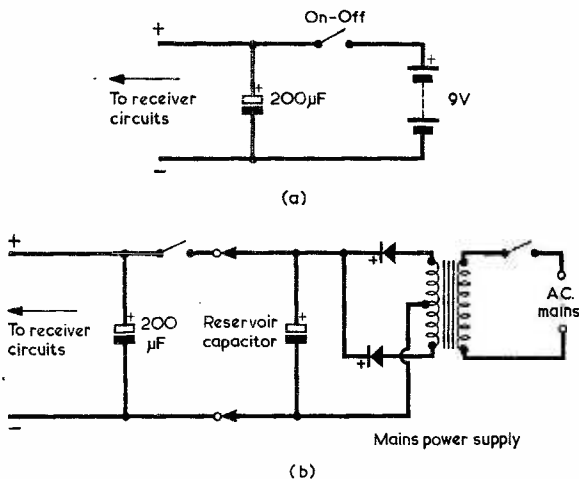 On-Off
+
+
+
200µF
9V
To receiver
circuits
−
(a)
+
+
+
+
+
To receiver
circuits
200
µF
Reservoir
capacitor
A.C.
mains
−
Mains power supply
(b)